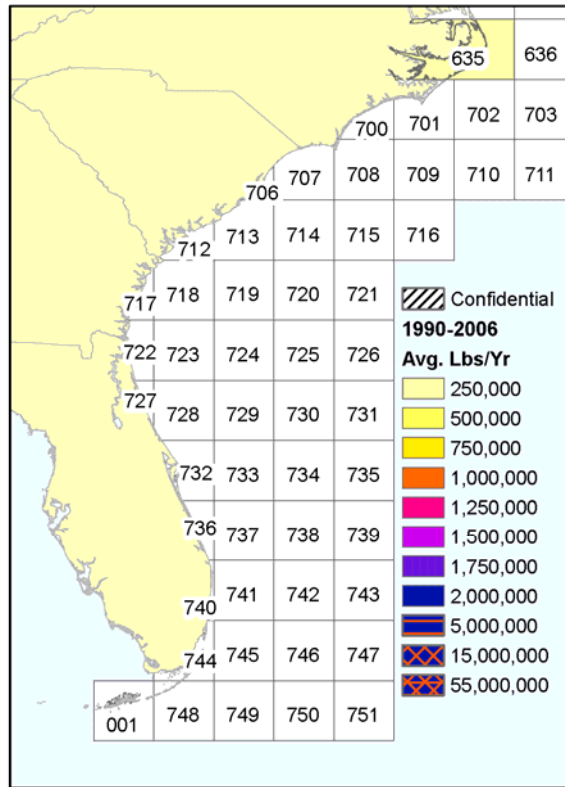 635 636
700 701 702 703
706 707 708 709 710 711
712 713 714 715 716
717 718 719 720 721
722 723 724 725 726
727 728 729 730 731
732 733 734 735
736 737 738 739
740 741 742 743
744 745 746 747
001 748 749 750 751
Confidential
1990-2006
Avg. Lbs/Yr
250,000
500,000
750,000
1,000,000
1,250,000
1,500,000
1,750,000
2,000,000
5,000,000
15,000,000
55,000,000